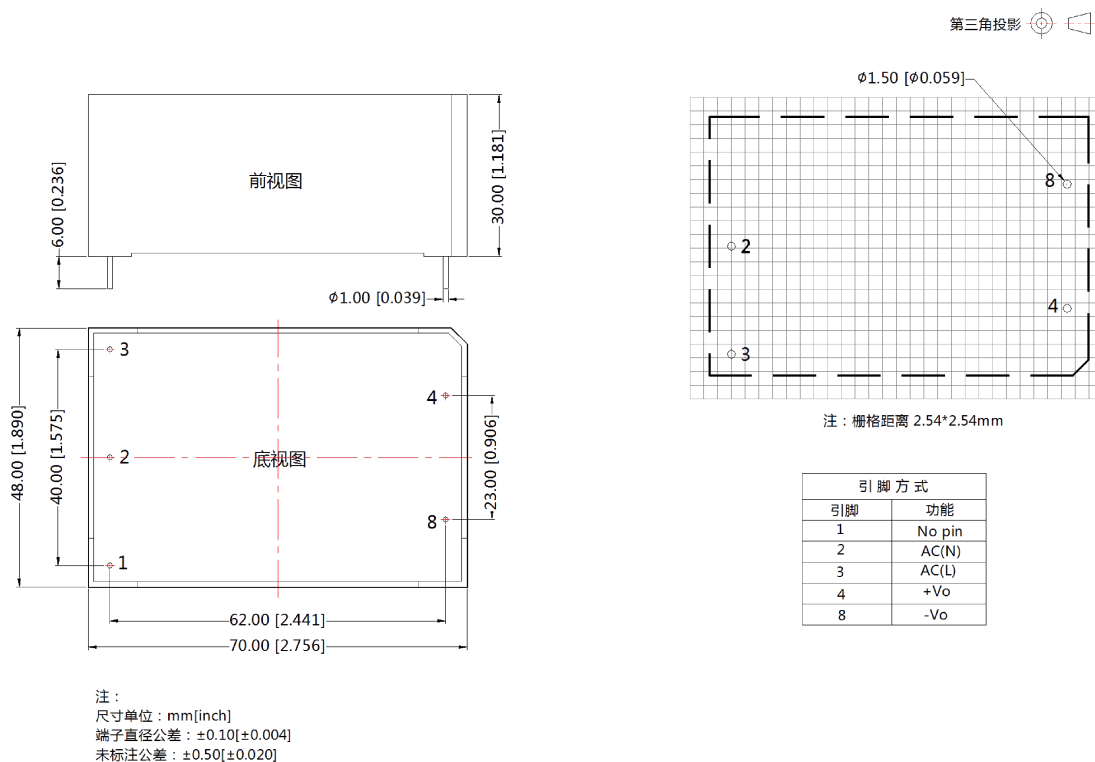 第三角投影
前视图
6.00 [0.236]
30.00 [1.181]
ϕ1.00 [0.039]
ϕ1.50 [ϕ0.059]
8
2
4
3
注：栅格距离 2.54*2.54mm
3
4
2
底视图
8
1
48.00 [1.890]
40.00 [1.575]
23.00 [0.906]
62.00 [2.441]
70.00 [2.756]
引脚方式
引脚 功能
1 No pin
2 AC(N)
3 AC(L)
4 +Vo
8 -Vo
注：
尺寸单位：mm[inch]
端子直径公差：±0.10[±0.004]
未标注公差：±0.50[±0.020]